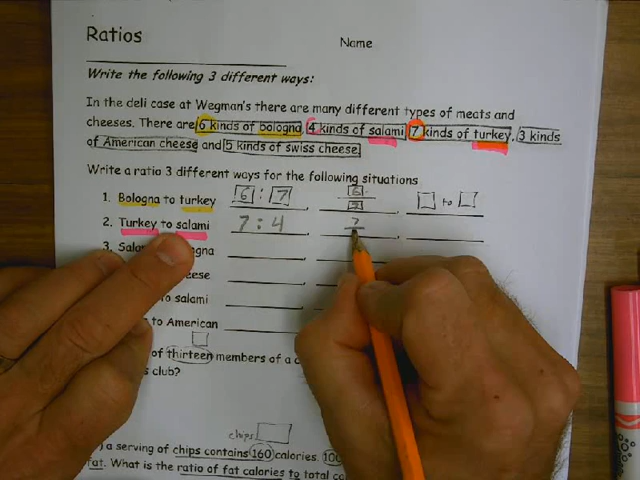 Ratios
Name
Write the following 3 different ways:
In the deli case at Wegman's there are many different types of meats and
cheeses. There are 6 kinds of bologna, 4 kinds of salami 7 kinds of turkey, 3 kinds
of American cheese and 5 kinds of swiss cheese.
Write a ratio 3 different ways for the following situations
1. Bologna to turkey 6 : 7 6 7 to
2. Turkey to salami 7 : 4 7
3.
to salami
to American
of thirteen members of a
club?
chips
a serving of chips contains 160 calories.
fat. What is the ratio of fat calories to total